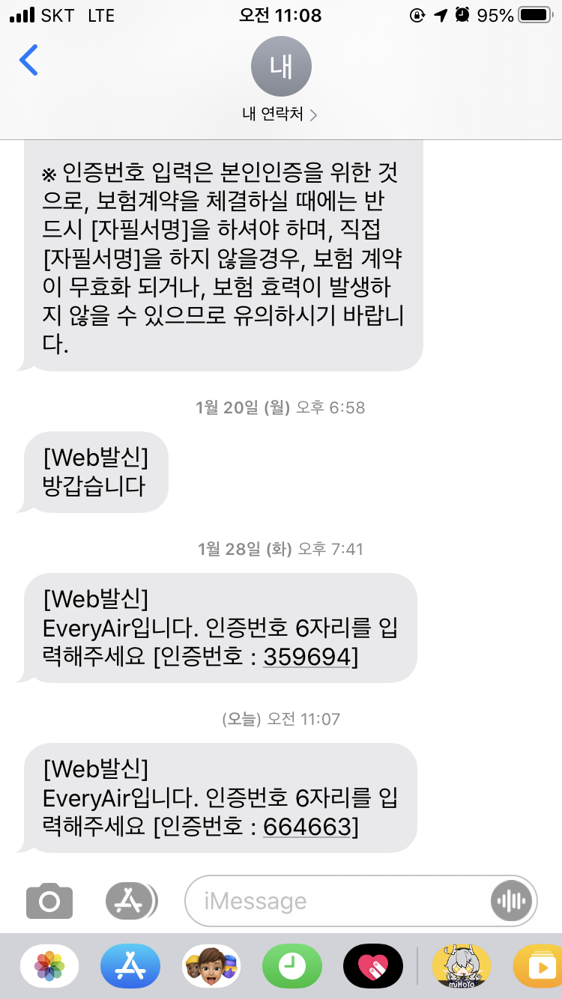 SKT LTE 오전 11:08 95%
내
내 연락처
※ 인증번호 입력은 본인인증을 위한 것
으로, 보험계약을 체결하실 때에는 반
드시 [자필서명]을 하셔야 하며, 직접
[자필서명]을 하지 않을경우, 보험 계약
이 무효화 되거나, 보험 효력이 발생하
지 않을 수 있으므로 유의하시기 바랍니
다.
1월 20일 (월) 오후 6:58
[Web발신]
방갑습니다
1월 28일 (화) 오후 7:41
[Web발신]
EveryAir입니다. 인증번호 6자리를 입
력해주세요 [인증번호 : 359694]
(오늘) 오전 11:07
[Web발신]
EveryAir입니다. 인증번호 6자리를 입
력해주세요 [인증번호 : 664663]
iMessage
miHoYo